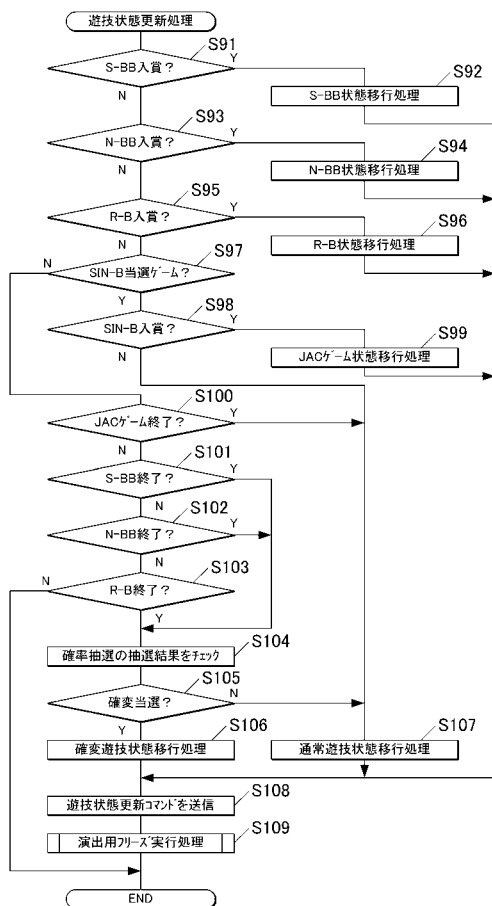 遊技状態更新処理
S91
S-BB入賞？
Y
S92
S-BB状態移行処理
N
S93
N-BB入賞？
Y
S94
N-BB状態移行処理
N
S95
R-B入賞？
Y
S96
R-B状態移行処理
N
S97
N
SIN-B当選ｹﾞｰﾑ？
Y
S98
SIN-B入賞？
Y
S99
JACｹﾞｰﾑ状態移行処理
N
S100
JACｹﾞｰﾑ終了？
Y
N
S101
S-BB終了？
Y
N
S102
N-BB終了？
Y
N
S103
N
R-B終了？
Y
S104
確率抽選の抽選結果をﾁｪｯｸ
S105
確変当選？
N
Y
S106
確変遊技状態移行処理
S107
通常遊技状態移行処理
S108
遊技状態更新ｺﾏﾝﾄﾞを送信
S109
演出用ﾌﾘｰｽﾞ実行処理
END